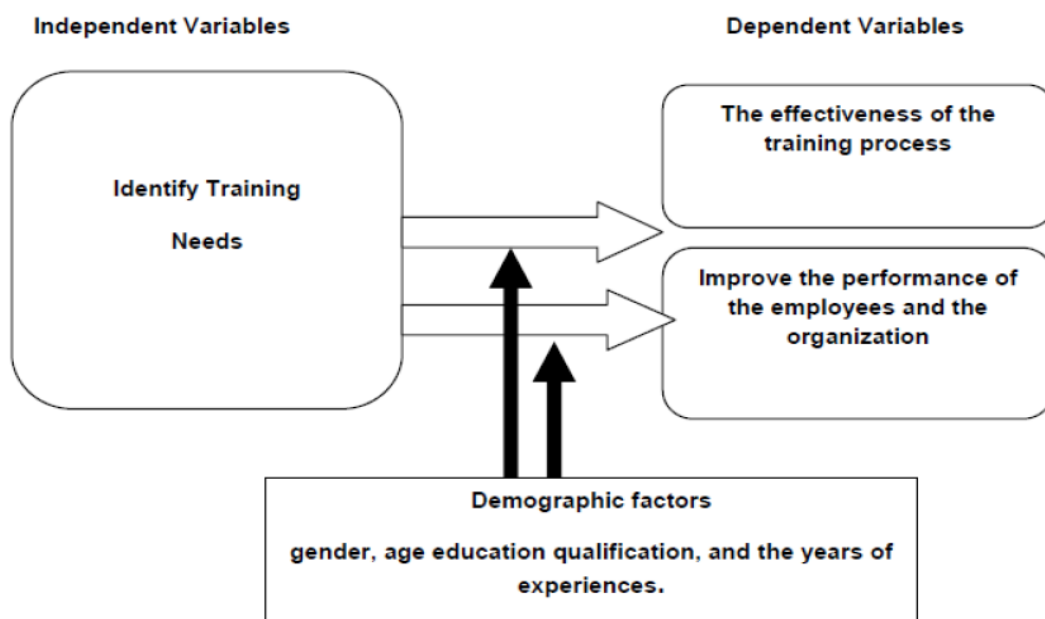 Independent Variables
Dependent Variables
Identify Training
Needs
The effectiveness of the
training process
Improve the performance of
the employees and the
organization
Demographic factors
gender, age education qualification, and the years of
experiences.